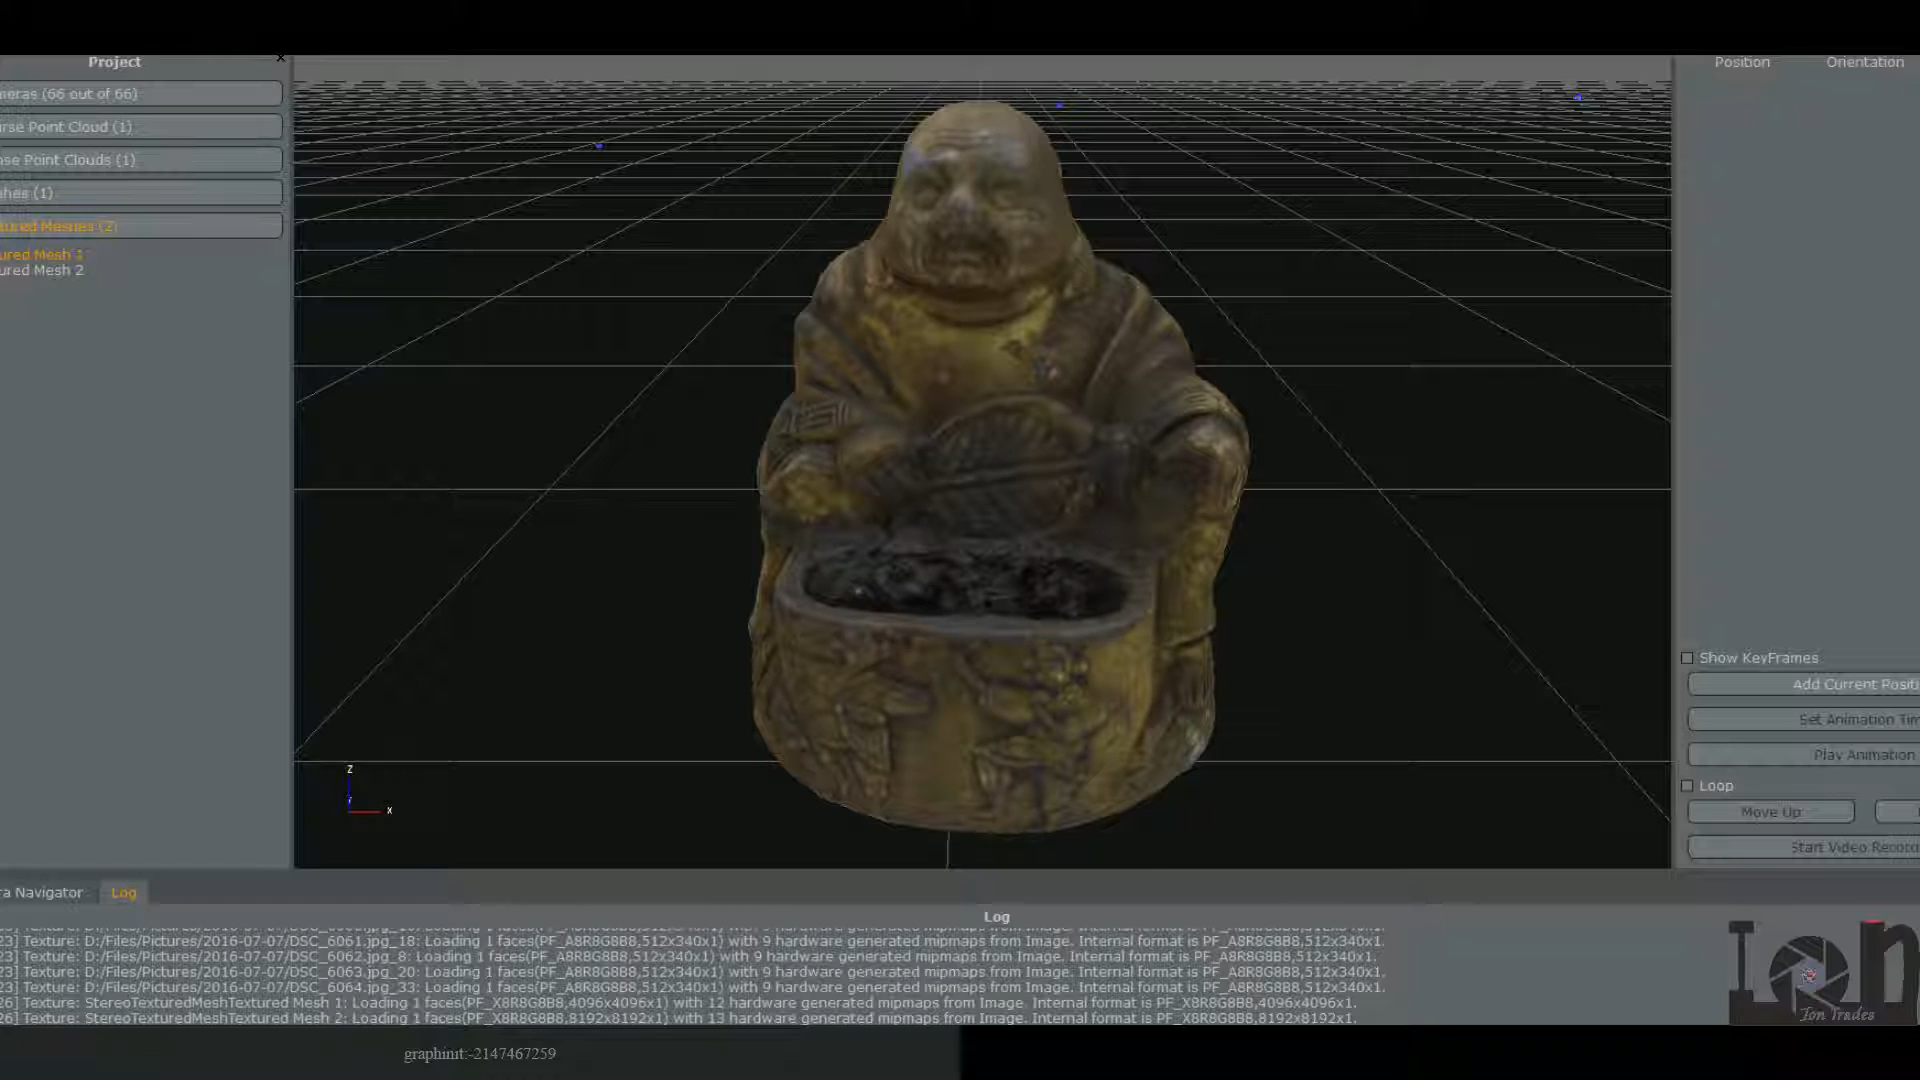 Project
meras (66 out of 66)
rse Point Cloud (1)
nse Point Clouds (1)
shes (1)
tured Meshes (2)
ured Mesh 1
ured Mesh 2
Position Orientation
Show KeyFrames
Add Current Positi
Set Animation Tim
Play Animation
Loop
Move Up
Start Video Record
z
x
ra Navigator Log
Log
23] Texture: D:/Files/Pictures/2016-07-07/DSC_6061.jpg_18: Loading 1 faces(PF_A8R8G8B8,512x340x1) with 9 hardware generated mipmaps from Image. Internal format is PF_A8R8G8B8,512x340x1.
23] Texture: D:/Files/Pictures/2016-07-07/DSC_6062.jpg_8: Loading 1 faces(PF_A8R8G8B8,512x340x1) with 9 hardware generated mipmaps from Image. Internal format is PF_A8R8G8B8,512x340x1.
23] Texture: D:/Files/Pictures/2016-07-07/DSC_6063.jpg_20: Loading 1 faces(PF_A8R8G8B8,512x340x1) with 9 hardware generated mipmaps from Image. Internal format is PF_A8R8G8B8,512x340x1.
23] Texture: D:/Files/Pictures/2016-07-07/DSC_6064.jpg_33: Loading 1 faces(PF_A8R8G8B8,512x340x1) with 9 hardware generated mipmaps from Image. Internal format is PF_A8R8G8B8,512x340x1.
26] Texture: StereoTexturedMeshTextured Mesh 1: Loading 1 faces(PF_X8R8G8B8,4096x4096x1) with 12 hardware generated mipmaps from Image. Internal format is PF_X8R8G8B8,4096x4096x1.
26] Texture: StereoTexturedMeshTextured Mesh 2: Loading 1 faces(PF_X8R8G8B8,8192x8192x1) with 13 hardware generated mipmaps from Image. Internal format is PF_X8R8G8B8,8192x8192x1.
Ion
Ion Trades
graphinit:-2147467259